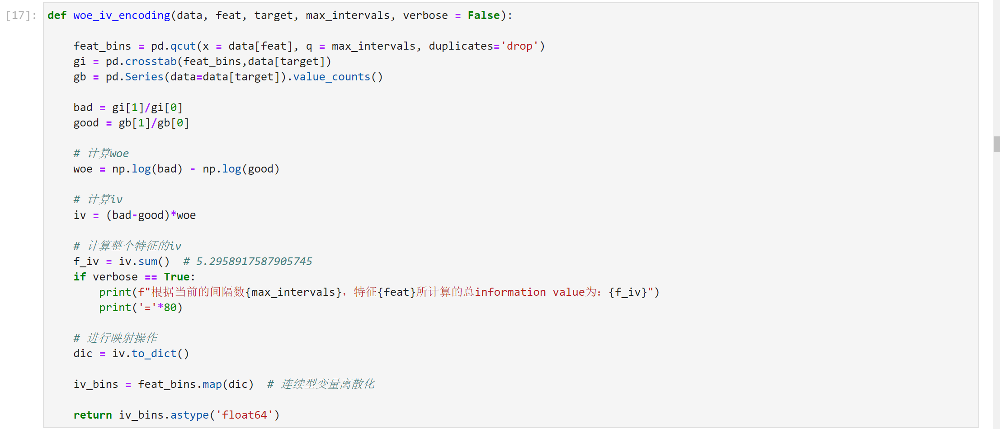 [17]: def woe_iv_encoding(data, feat, target, max_intervals, verbose = False):
feat_bins = pd.qcut(x = data[feat], q = max_intervals, duplicates='drop')
gi = pd.crosstab(feat_bins,data[target])
gb = pd.Series(data=data[target]).value_counts()
bad = gi[1]/gi[0]
good = gb[1]/gb[0]
# 计算woe
woe = np.log(bad) - np.log(good)
# 计算iv
iv = (bad-good)*woe
# 计算整个特征的iv
f_iv = iv.sum()  # 5.2958917587905745
if verbose == True:
print(f"根据当前的间隔数{max_intervals}，特征{feat}所计算的总information value为：{f_iv}")
print('='*80)
# 进行映射操作
dic = iv.to_dict()
iv_bins = feat_bins.map(dic)  # 连续型变量离散化
return iv_bins.astype('float64')